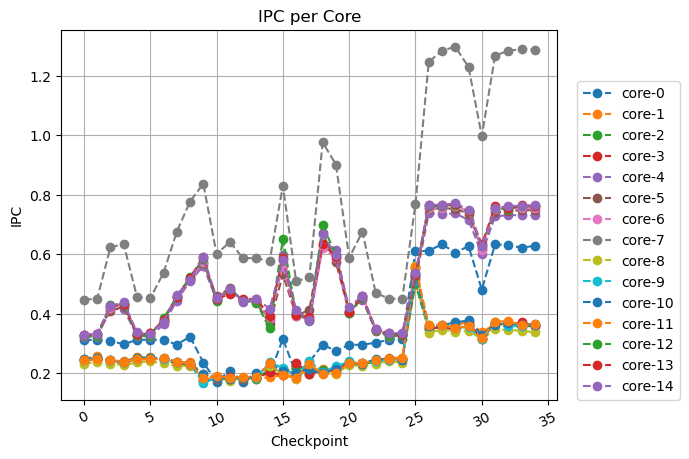 IPC per Core
IPC
1.2
1.0
0.8
0.6
0.4
0.2
0
5
10
15
20
25
30
35
Checkpoint
core-0
core-1
core-2
core-3
core-4
core-5
core-6
core-7
core-8
core-9
core-10
core-11
core-12
core-13
core-14